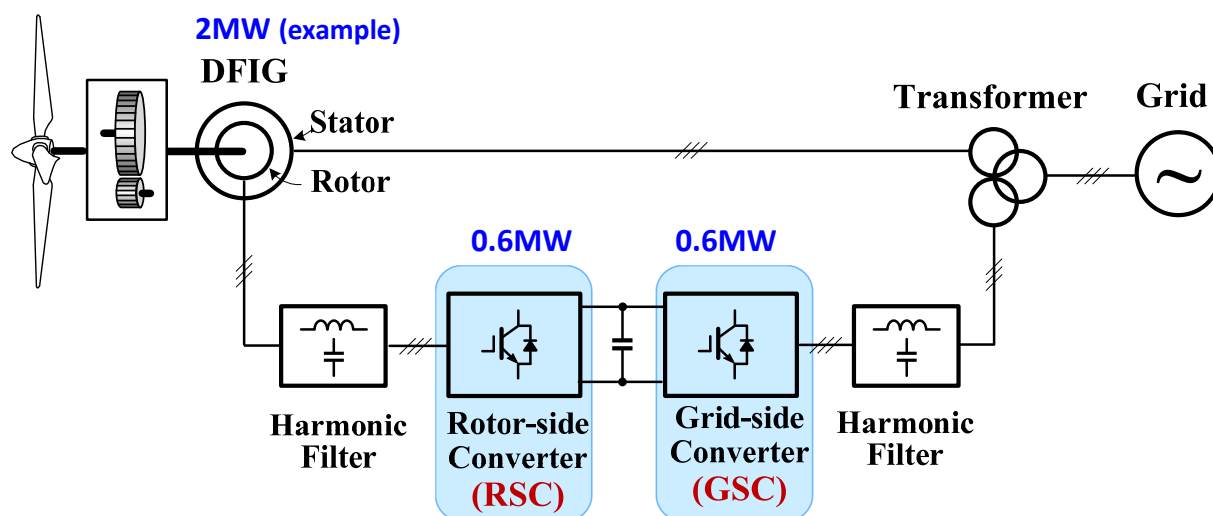 2MW (example)
DFIG
Stator
Rotor
Transformer
Grid
~
0.6MW
0.6MW
Harmonic
Filter
Rotor-side
Converter
(RSC)
Grid-side
Converter
(GSC)
Harmonic
Filter